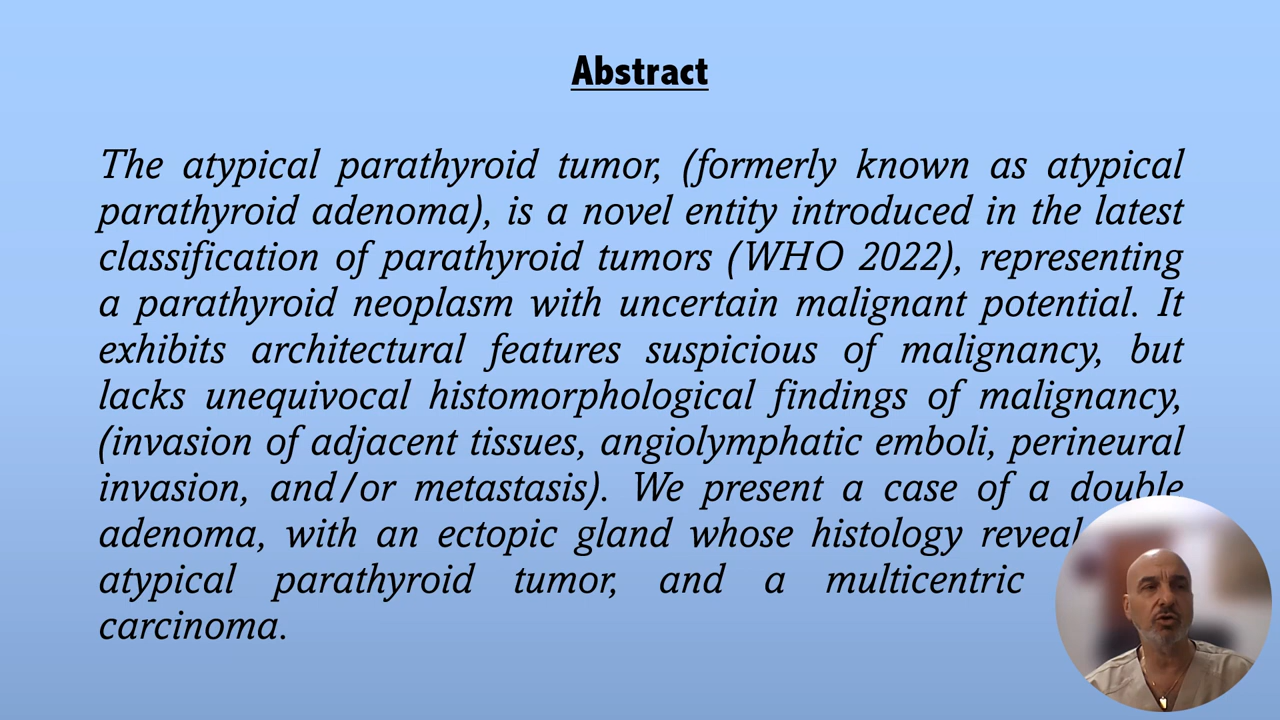 Abstract
The atypical parathyroid tumor, (formerly known as atypical
parathyroid adenoma), is a novel entity introduced in the latest
classification of parathyroid tumors (WHO 2022), representing
a parathyroid neoplasm with uncertain malignant potential. It
exhibits architectural features suspicious of malignancy, but
lacks unequivocal histomorphological findings of malignancy,
(invasion of adjacent tissues, angiolymphatic emboli, perineural
invasion, and/or metastasis). We present a case of a double
adenoma, with an ectopic gland whose histology
atypical parathyroid tumor, and a multicentric
carcinoma.